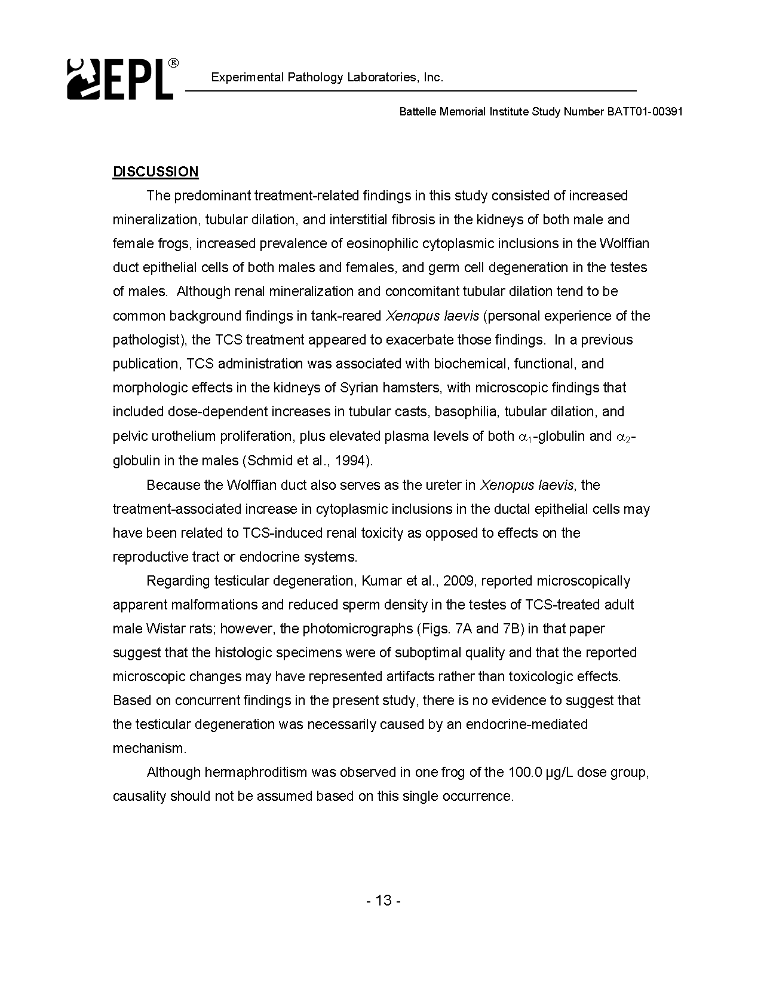 EPL®
Experimental Pathology Laboratories, Inc.
Battelle Memorial Institute Study Number BATT01-00391
DISCUSSION
The predominant treatment-related findings in this study consisted of increased
mineralization, tubular dilation, and interstitial fibrosis in the kidneys of both male and
female frogs, increased prevalence of eosinophilic cytoplasmic inclusions in the Wolffian
duct epithelial cells of both males and females, and germ cell degeneration in the testes
of males.  Although renal mineralization and concomitant tubular dilation tend to be
common background findings in tank-reared Xenopus laevis (personal experience of the
pathologist), the TCS treatment appeared to exacerbate those findings.  In a previous
publication, TCS administration was associated with biochemical, functional, and
morphologic effects in the kidneys of Syrian hamsters, with microscopic findings that
included dose-dependent increases in tubular casts, basophilia, tubular dilation, and
pelvic urothelium proliferation, plus elevated plasma levels of both α₁-globulin and α₂-
globulin in the males (Schmid et al., 1994).
Because the Wolffian duct also serves as the ureter in Xenopus laevis, the
treatment-associated increase in cytoplasmic inclusions in the ductal epithelial cells may
have been related to TCS-induced renal toxicity as opposed to effects on the
reproductive tract or endocrine systems.
Regarding testicular degeneration, Kumar et al., 2009, reported microscopically
apparent malformations and reduced sperm density in the testes of TCS-treated adult
male Wistar rats; however, the photomicrographs (Figs. 7A and 7B) in that paper
suggest that the histologic specimens were of suboptimal quality and that the reported
microscopic changes may have represented artifacts rather than toxicologic effects.
Based on concurrent findings in the present study, there is no evidence to suggest that
the testicular degeneration was necessarily caused by an endocrine-mediated
mechanism.
Although hermaphroditism was observed in one frog of the 100.0 µg/L dose group,
causality should not be assumed based on this single occurrence.
- 13 -